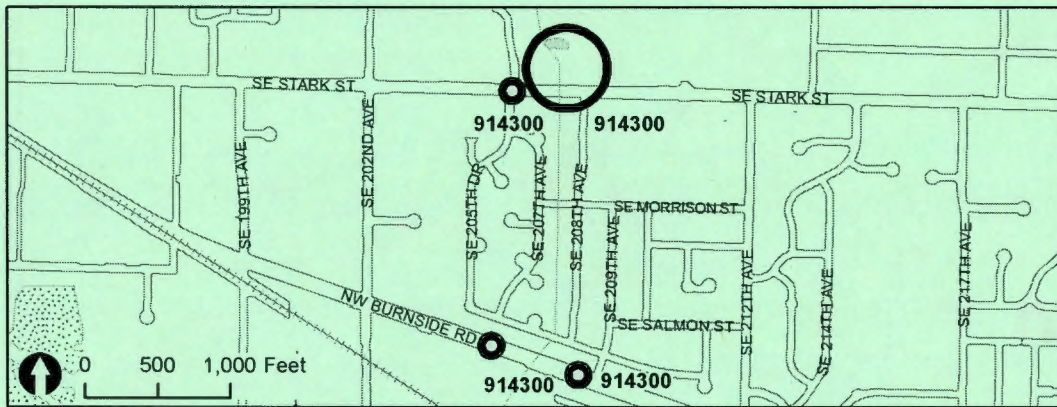 SE STARK ST
SE STARK ST
914300
914300
SE 199TH AVE
SE 202ND AVE
SE 205TH DR
SE 207TH AVE
SE 208TH AVE
SE MORRISON ST
SE 209TH AVE
SE 212TH AVE
SE 214TH AVE
SE 217TH AVE
NW BURNSIDE RD
SE SALMON ST
0 500 1,000 Feet
914300
914300